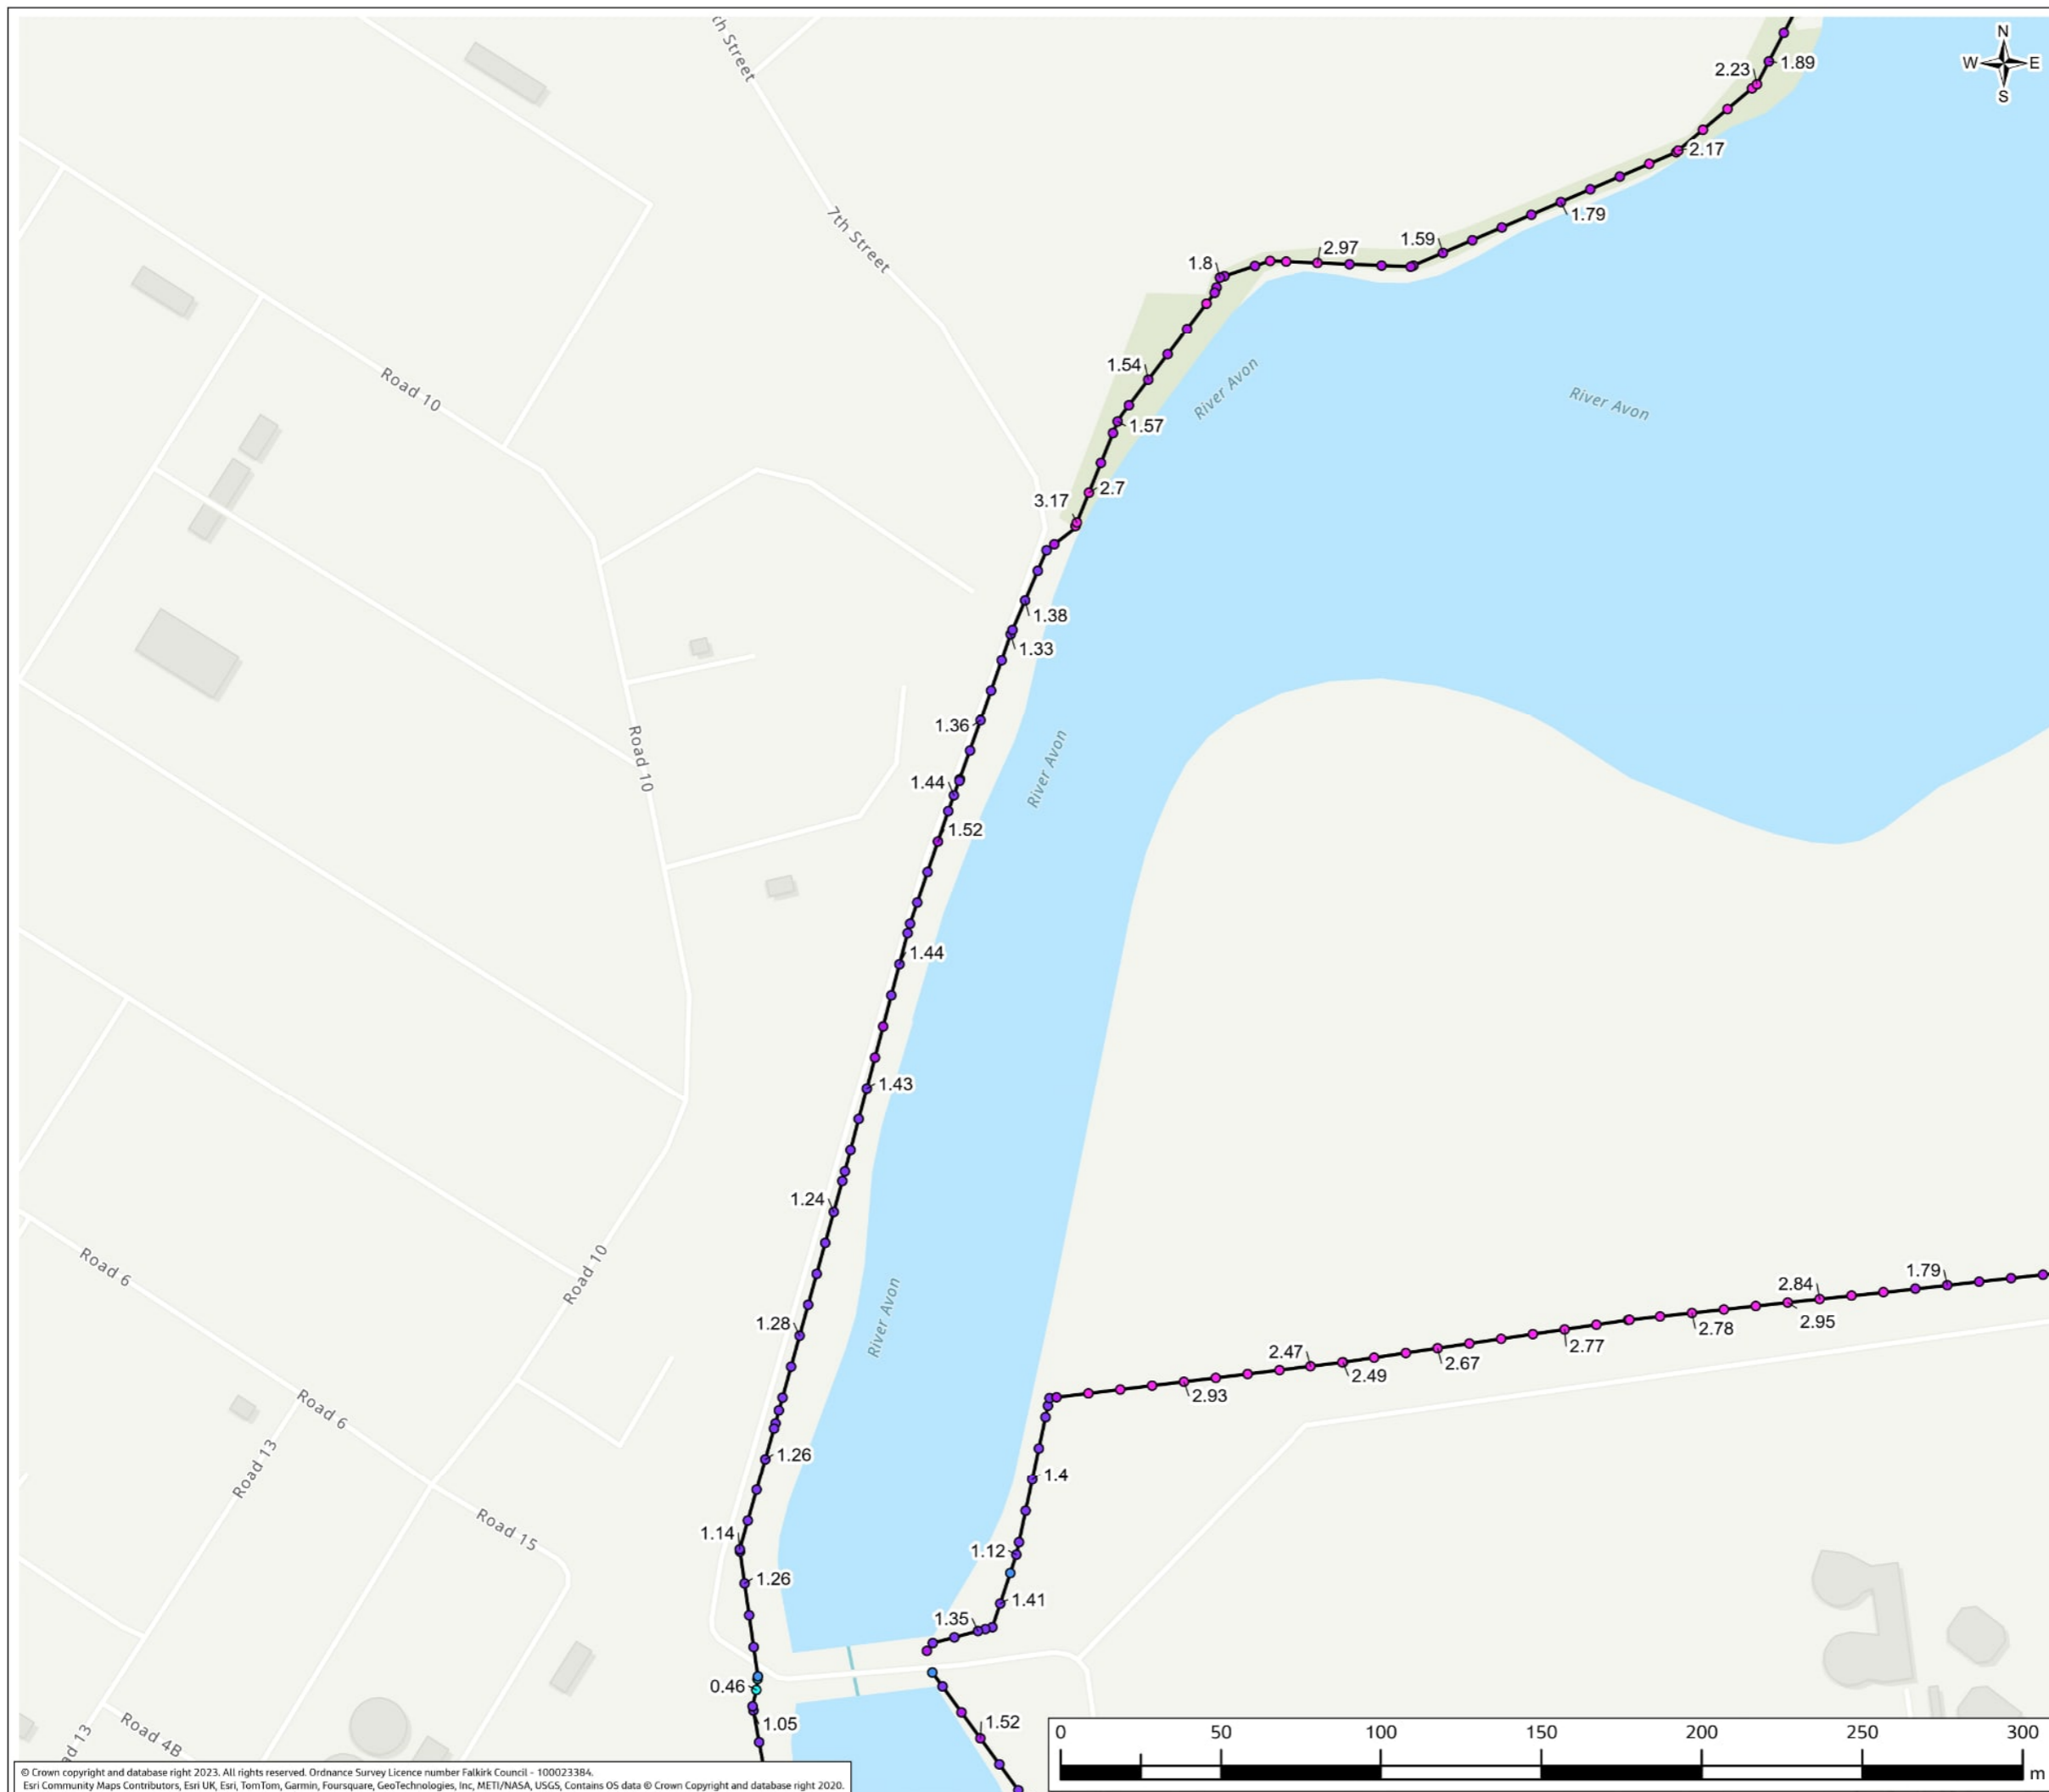 N
W E
S
th Street
7th Street
2.23
1.89
2.17
1.79
1.59
2.97
1.8
1.54
1.57
River Avon
River Avon
Road 10
2.7
3.17
1.38
1.33
1.36
River Avon
Road 10
1.44
1.52
1.44
1.43
1.24
Road 6
Road 10
1.28
River Avon
1.79
2.84
2.95
2.78
2.77
2.67
2.47
2.49
2.93
Road 6
Road 13
1.26
1.4
Road 15
1.14
1.12
1.26
1.41
1.35
0.46
1.05
1.52
ad 13
Road 4B
0 50 100 150 200 250 300
m
© Crown copyright and database right 2023. All rights reserved. Ordnance Survey Licence number Falkirk Council - 100023384.
Esri Community Maps Contributors, Esri UK, Esri, TomTom, Garmin, Foursquare, GeoTechnologies, Inc, METI/NASA, USGS, Contains OS data © Crown Copyright and database right 2020.